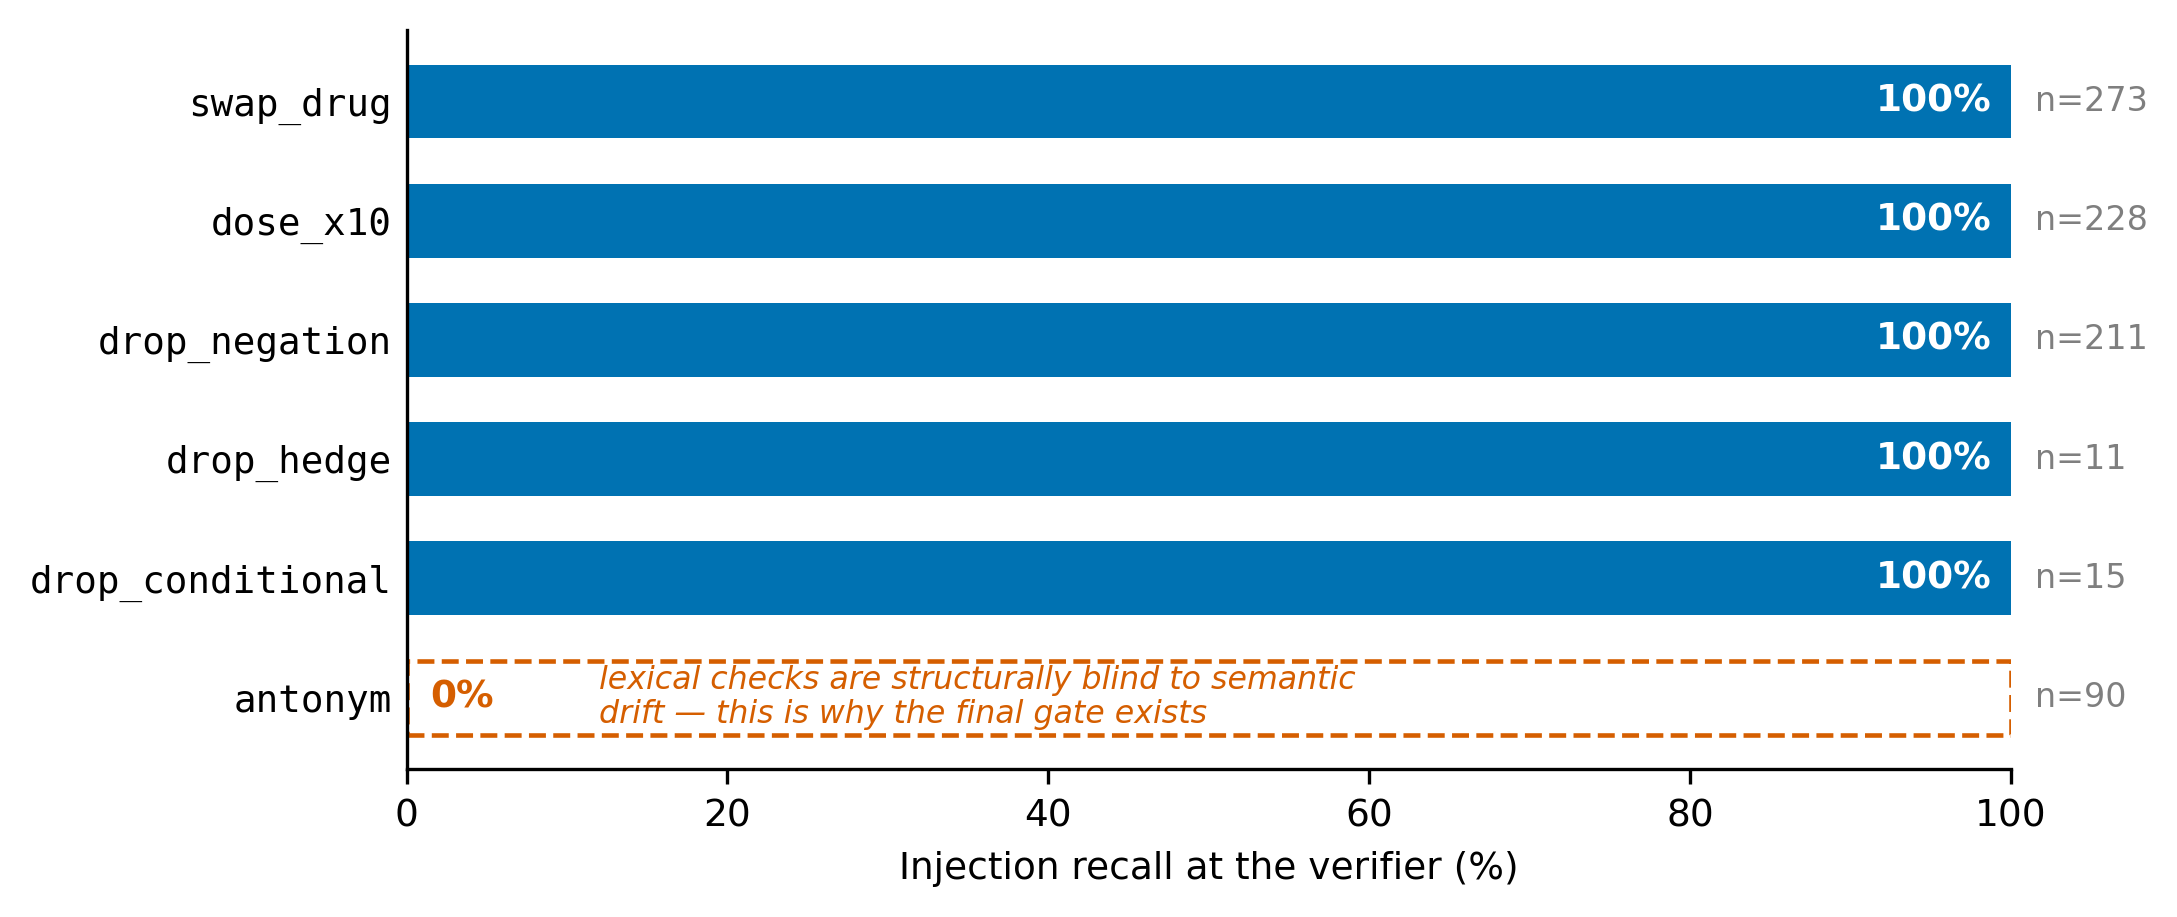 swap_drug 100% n=273
dose_x10 100% n=228
drop_negation 100% n=211
drop_hedge 100% n=11
drop_conditional 100% n=15
antonym 0% lexical checks are structurally blind to semantic
drift — this is why the final gate exists n=90
0 20 40 60 80 100
Injection recall at the verifier (%)